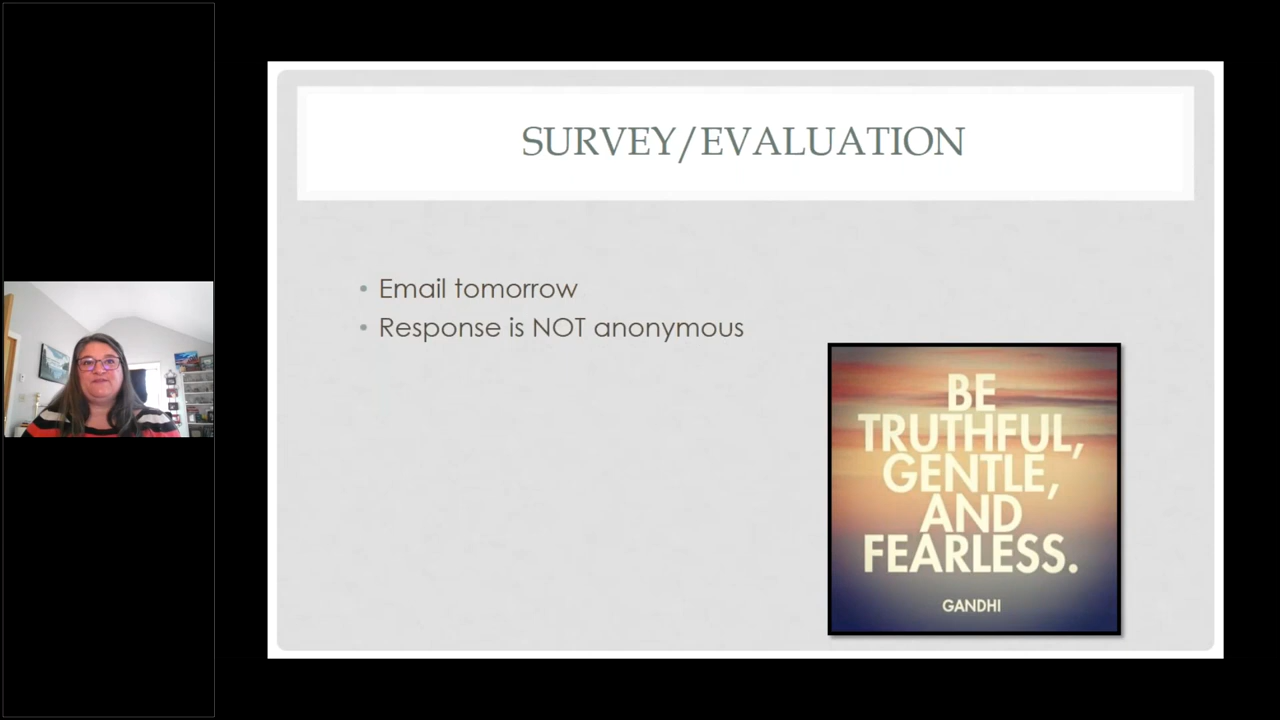 SURVEY/EVALUATION
• Email tomorrow
• Response is NOT anonymous
BE
TRUTHFUL,
GENTLE,
AND
FEARLESS.
GANDHI